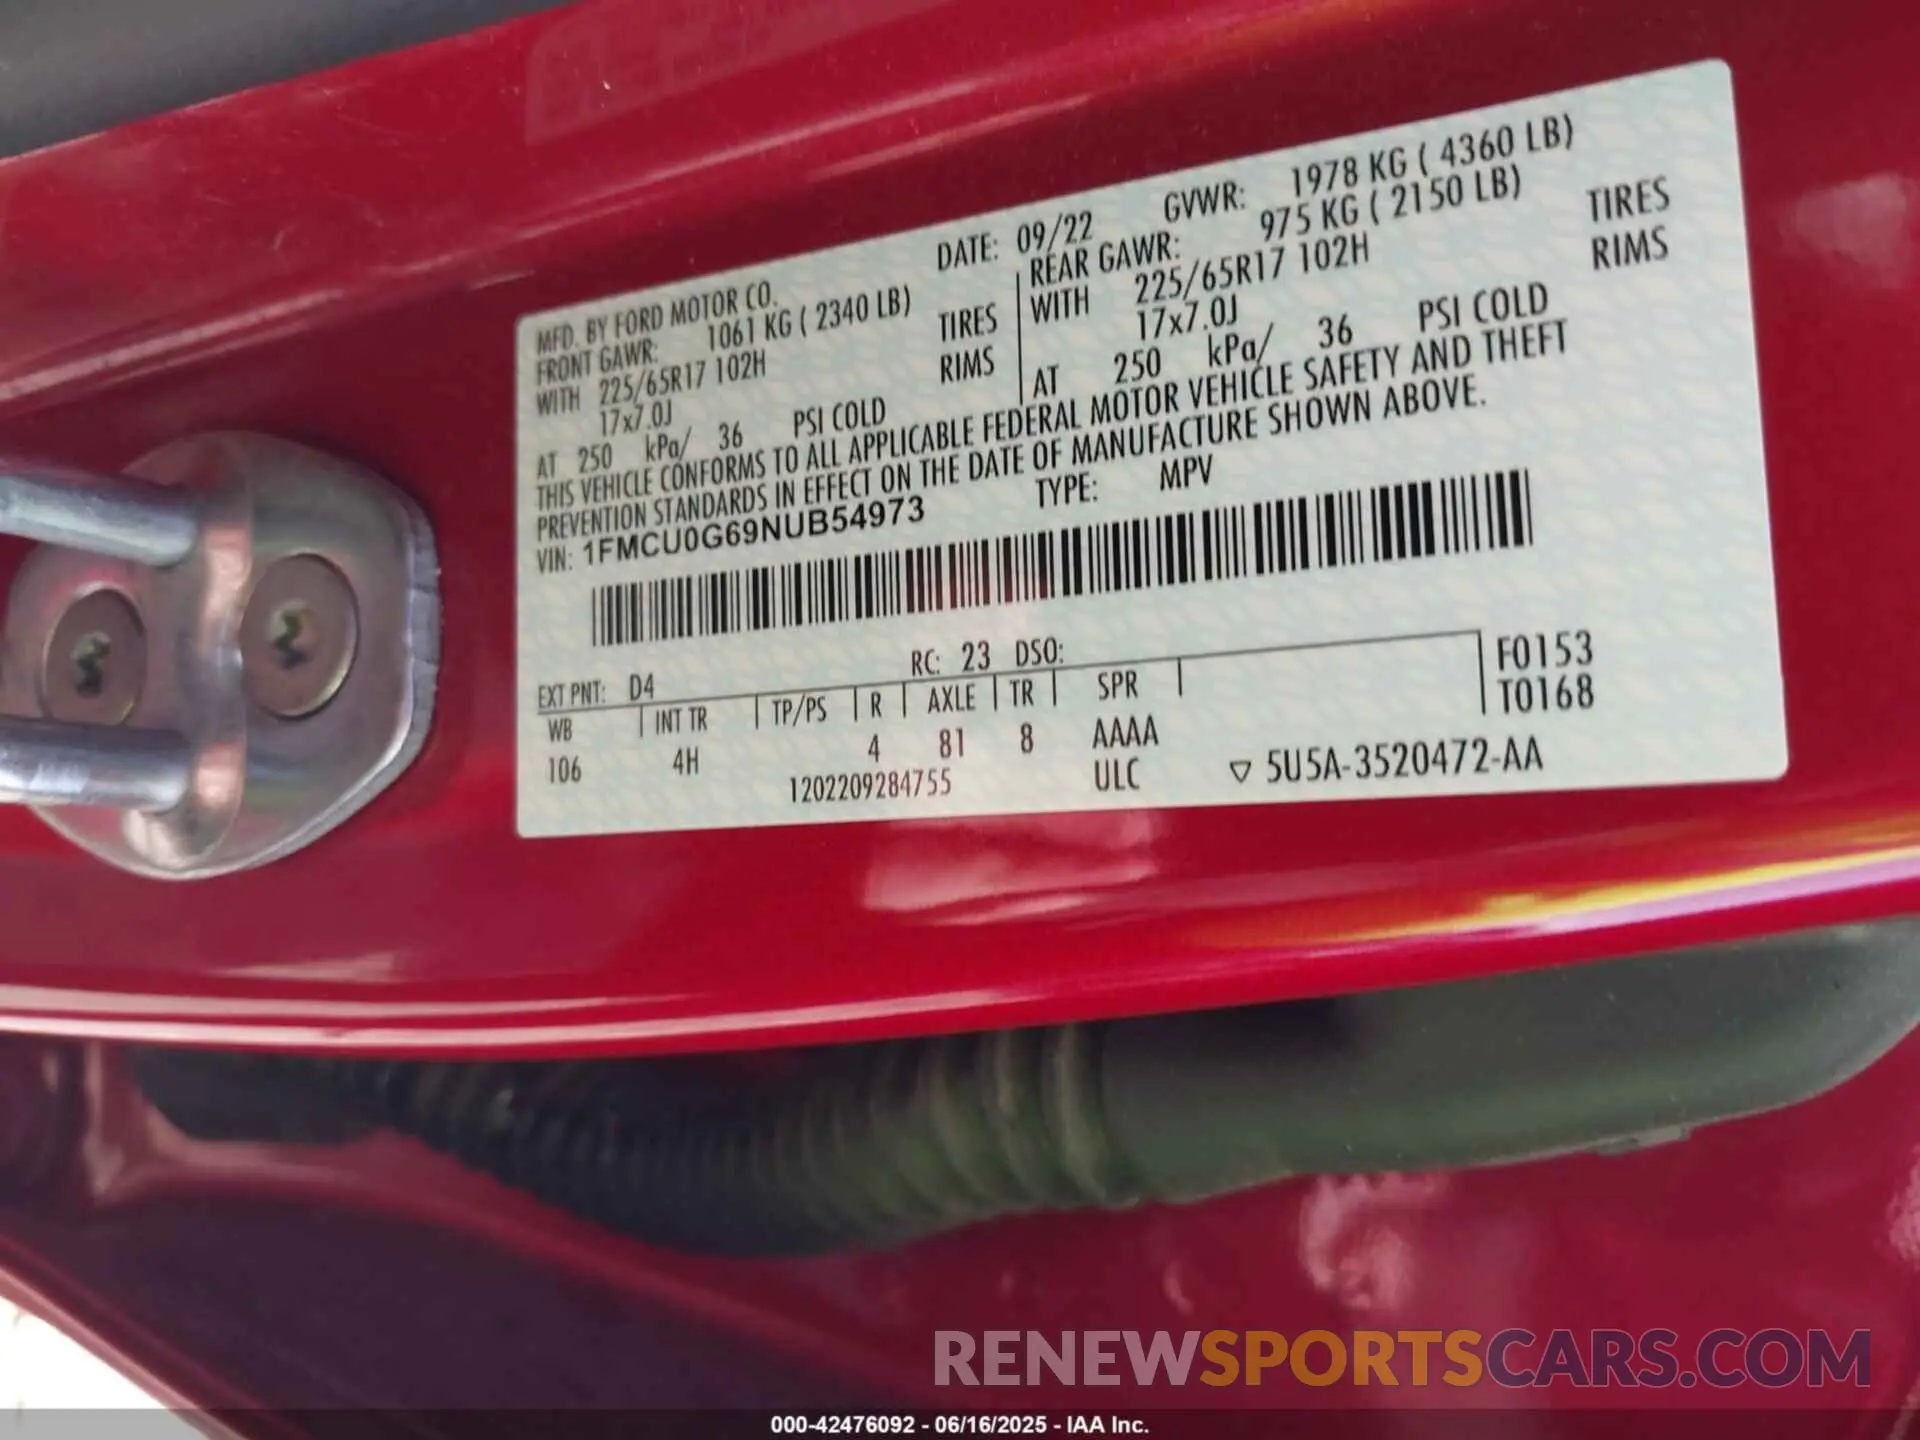 MFD. BY FORD MOTOR CO. DATE: 09/22 GVWR: 1978 KG ( 4360 LB)
FRONT GAWR: 1061 KG ( 2340 LB) REAR GAWR: 975 KG ( 2150 LB)
WITH 225/65R17 102H TIRES WITH 225/65R17 102H TIRES
17x7.0J RIMS 17x7.0J RIMS
AT 250 kPa/ 36 PSI COLD AT 250 kPa/ 36 PSI COLD
THIS VEHICLE CONFORMS TO ALL APPLICABLE FEDERAL MOTOR VEHICLE SAFETY AND THEFT
PREVENTION STANDARDS IN EFFECT ON THE DATE OF MANUFACTURE SHOWN ABOVE.
VIN: 1FMCU0G69NUB54973 TYPE: MPV
EXT PNT: D4 RC: 23 DSO: F0153
WB INT TR TP/PS R AXLE TR SPR T0168
106 4H 4 81 8 AAAA
1202209284755 ULC ▽ 5U5A-3520472-AA
RENEWSPORTSCARS.COM
000-42476092 - 06/16/2025 - IAA Inc.